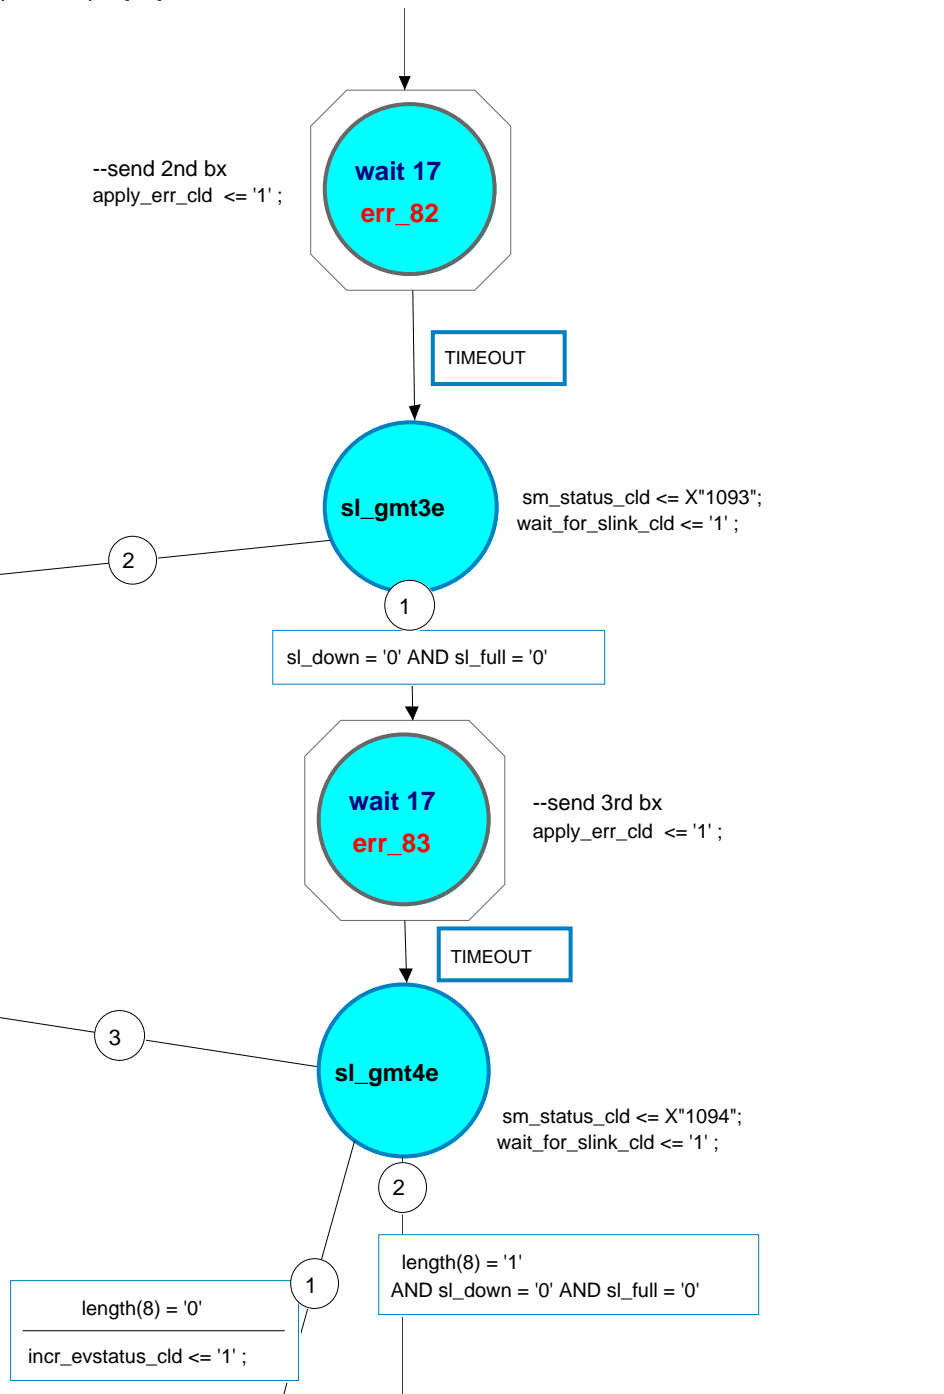 --send 2nd bx
apply_err_cld <= '1' ;
wait 17
err_82
TIMEOUT
sl_gmt3e
sm_status_cld <= X"1093";
wait_for_slink_cld <= '1' ;
2
1
sl_down = '0' AND sl_full = '0'
wait 17
err_83
--send 3rd bx
apply_err_cld <= '1' ;
TIMEOUT
3
sl_gmt4e
sm_status_cld <= X"1094";
wait_for_slink_cld <= '1' ;
2
length(8) = '1'
AND sl_down = '0' AND sl_full = '0'
1
length(8) = '0'
incr_evstatus_cld <= '1' ;